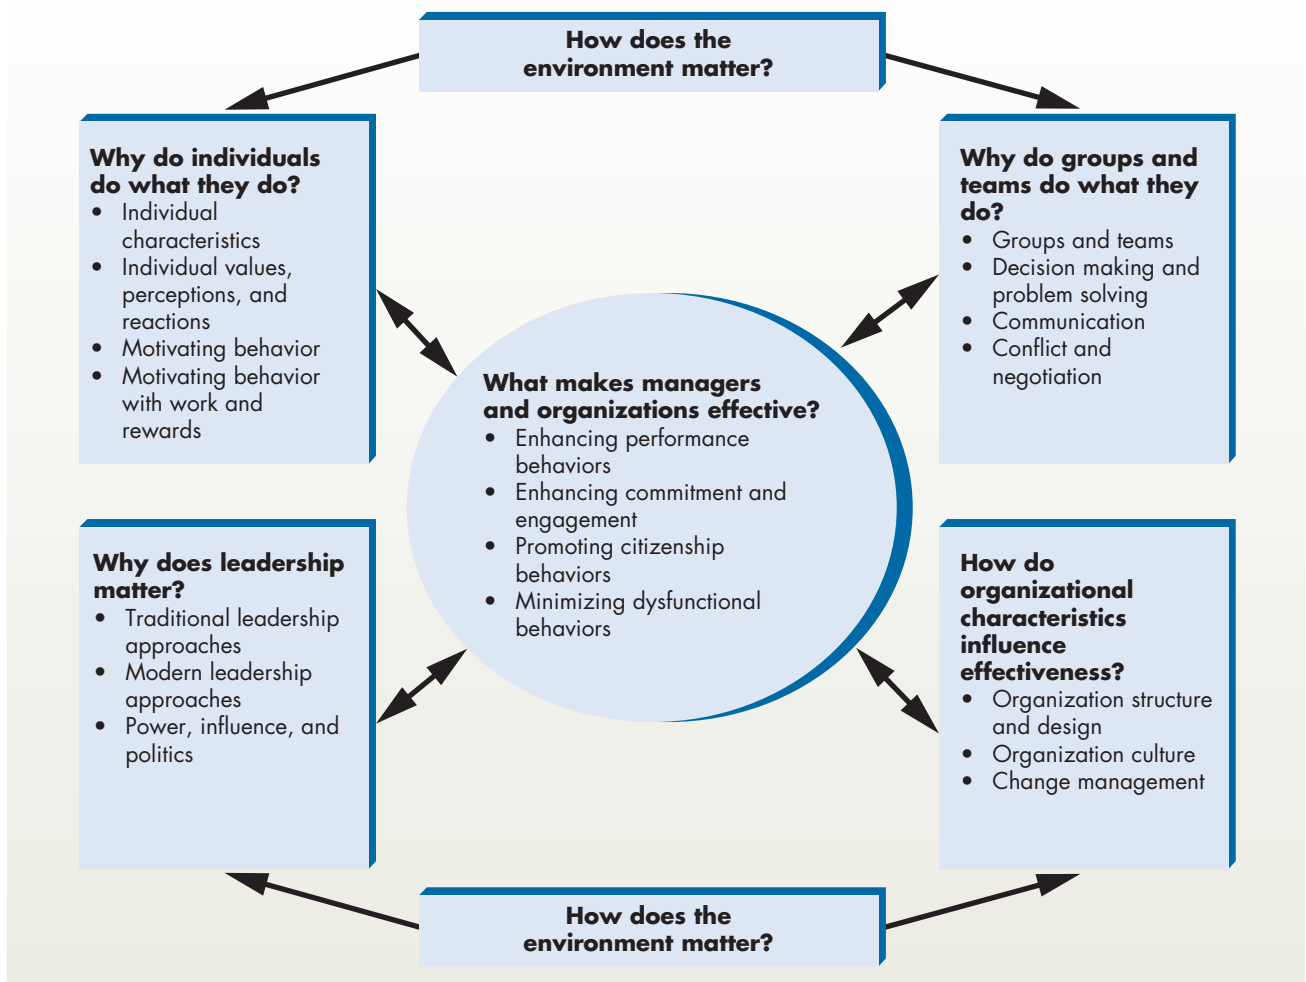 How does the
environment matter?
Why do individuals
do what they do?
• Individual
characteristics
• Individual values,
perceptions, and
reactions
• Motivating behavior
• Motivating behavior
with work and
rewards
Why do groups and
teams do what they
do?
• Groups and teams
• Decision making and
problem solving
• Communication
• Conflict and
negotiation
What makes managers
and organizations effective?
• Enhancing performance
behaviors
• Enhancing commitment and
engagement
• Promoting citizenship
behaviors
• Minimizing dysfunctional
behaviors
Why does leadership
matter?
• Traditional leadership
approaches
• Modern leadership
approaches
• Power, influence, and
politics
How do
organizational
characteristics
influence
effectiveness?
• Organization structure
and design
• Organization culture
• Change management
How does the
environment matter?